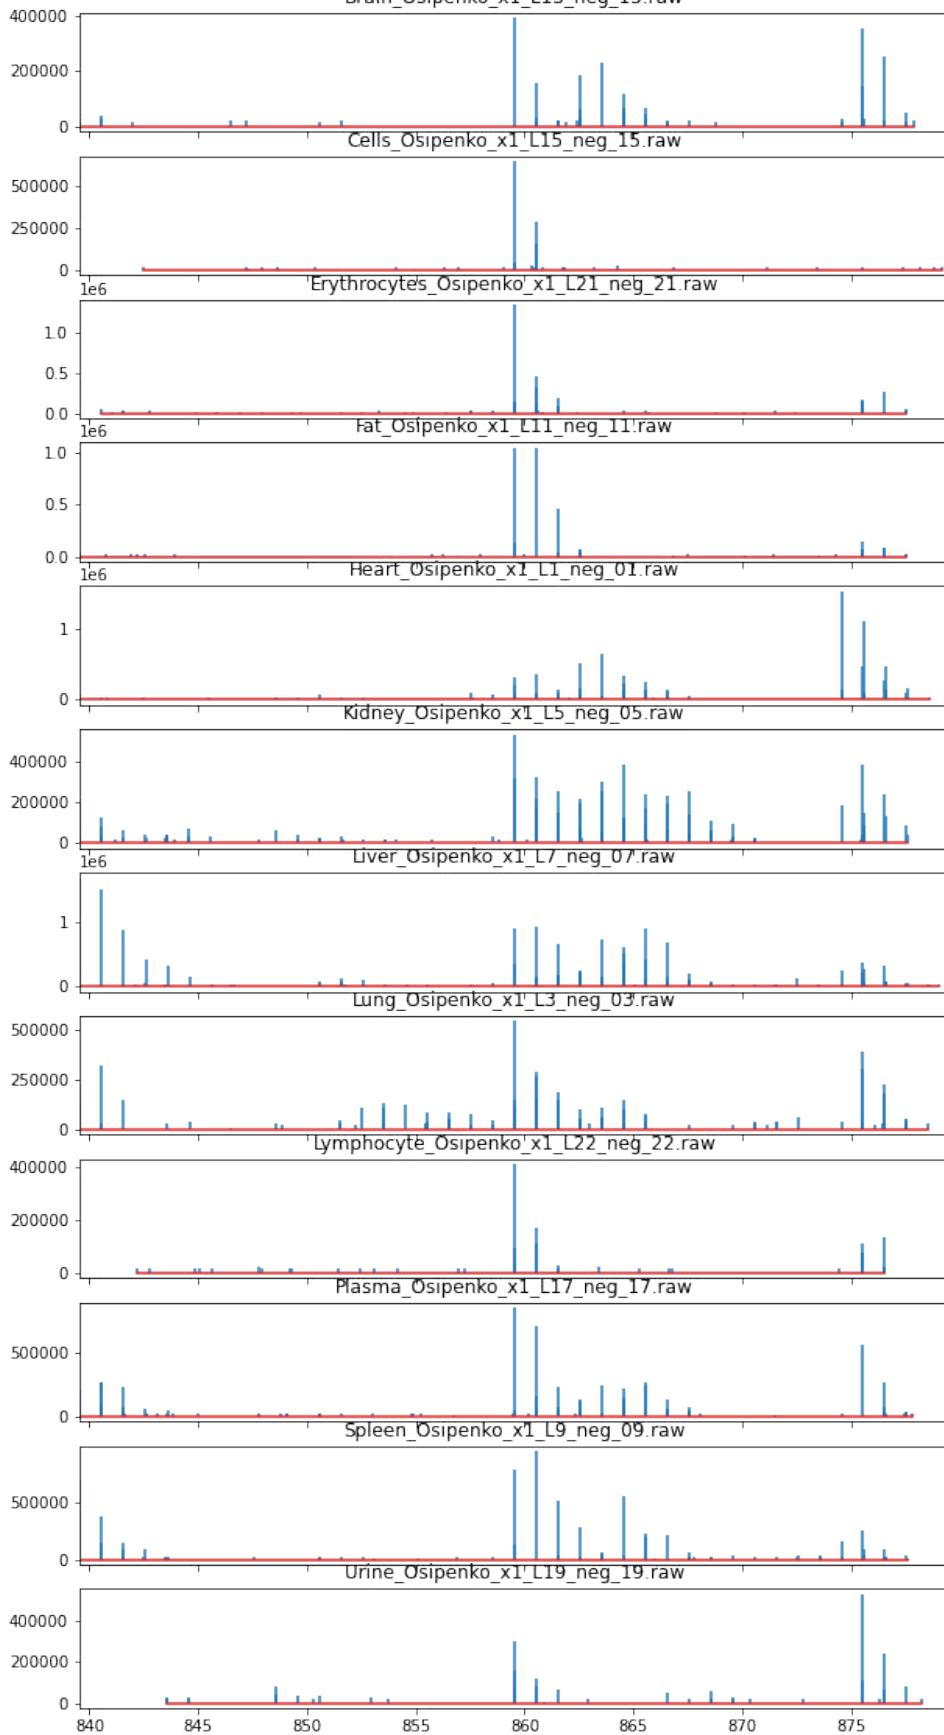 400000
200000
0
Cells_Osipenko_x1_L15_neg_15.raw
500000
250000
0
1e6
Erythrocytes_Osipenko_x1_L21_neg_21.raw
1.0
0.5
0.0
1e6
Fat_Osipenko_x1_L11_neg_11.raw
1.0
0.5
0.0
1e6
Heart_Osipenko_x1_L1_neg_01.raw
1
0
Kidney_Osipenko_x1_L5_neg_05.raw
400000
200000
0
1e6
Liver_Osipenko_x1_L7_neg_07.raw
1
0
Lung_Osipenko_x1_L3_neg_03.raw
500000
250000
0
Lymphocyte_Osipenko_x1_L22_neg_22.raw
400000
200000
0
Plasma_Osipenko_x1_L17_neg_17.raw
500000
0
Spleen_Osipenko_x1_L9_neg_09.raw
500000
0
Urine_Osipenko_x1_L19_neg_19.raw
400000
200000
0
840 845 850 855 860 865 870 875